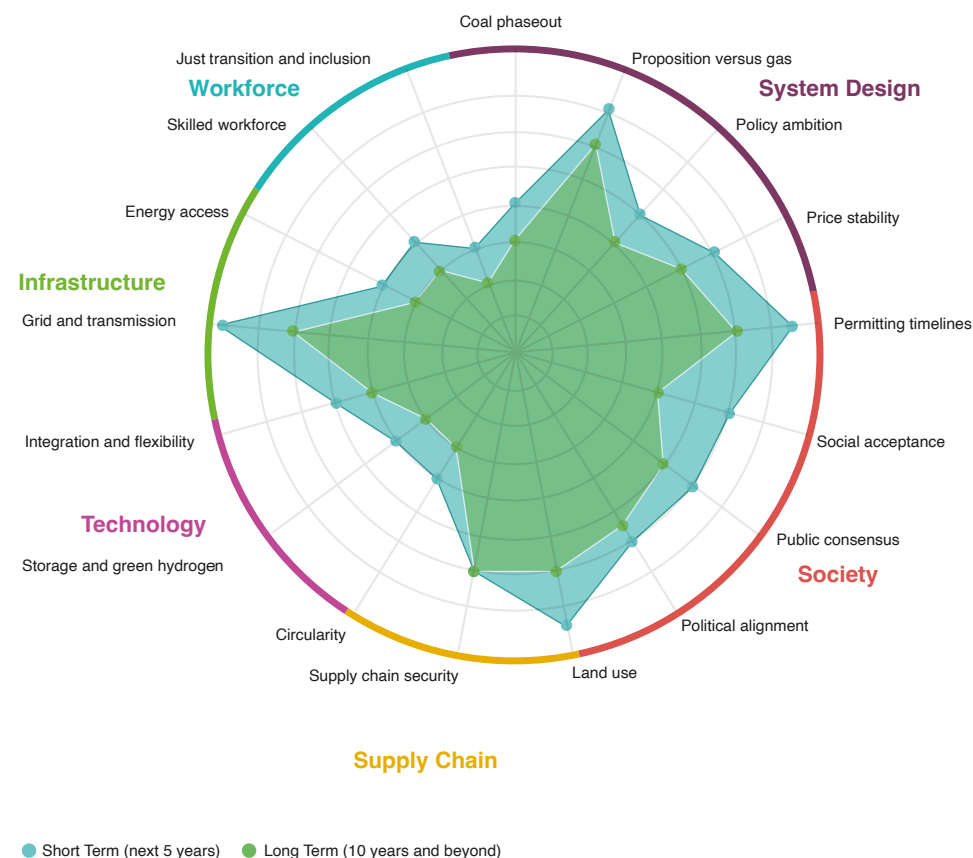 Coal phaseout
Just transition and inclusion
Proposition versus gas
Workforce
System Design
Skilled workforce
Policy ambition
Energy access
Price stability
Infrastructure
Grid and transmission
Permitting timelines
Integration and flexibility
Social acceptance
Technology
Public consensus
Storage and green hydrogen
Society
Circularity
Political alignment
Supply chain security
Land use
Supply Chain
Short Term (next 5 years)
Long Term (10 years and beyond)